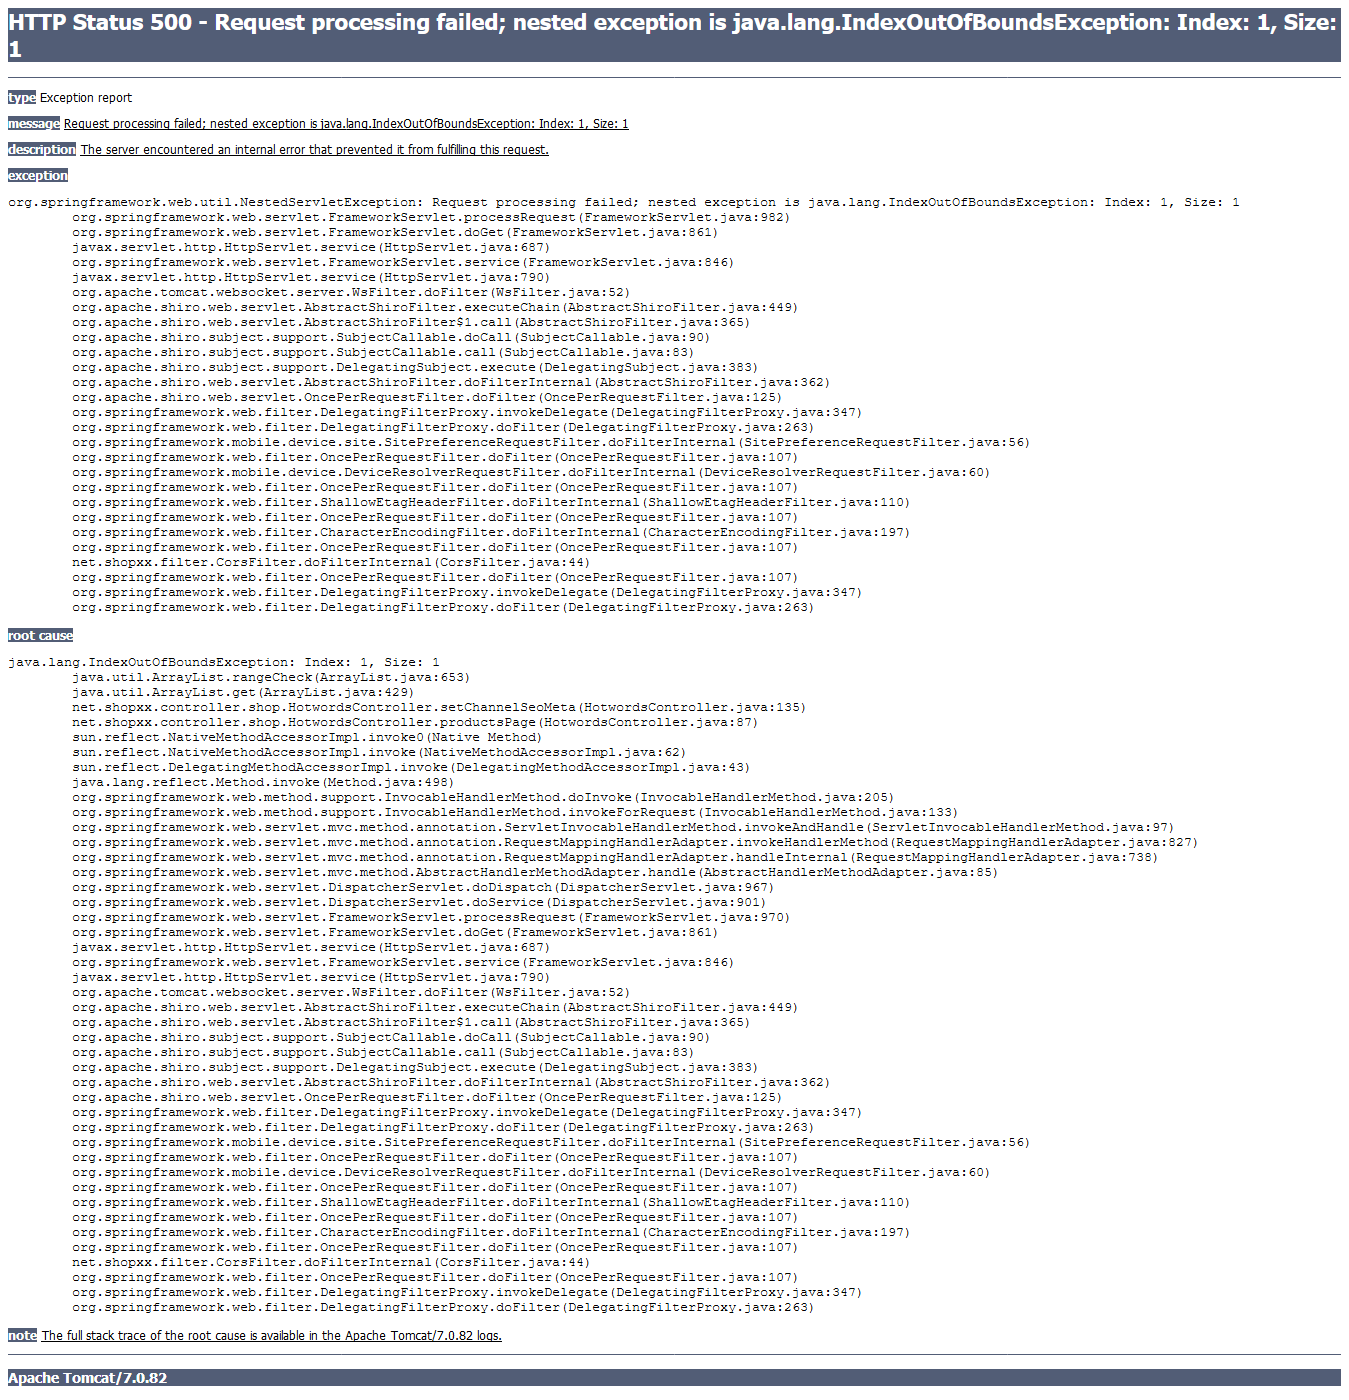 HTTP Status 500 - Request processing failed; nested exception is java.lang.IndexOutOfBoundsException: Index: 1, Size:
1
type Exception report
message Request processing failed; nested exception is java.lang.IndexOutOfBoundsException: Index: 1, Size: 1
description The server encountered an internal error that prevented it from fulfilling this request.
exception
org.springframework.web.util.NestedServletException: Request processing failed; nested exception is java.lang.IndexOutOfBoundsException: Index: 1, Size: 1
org.springframework.web.servlet.FrameworkServlet.processRequest(FrameworkServlet.java:982)
org.springframework.web.servlet.FrameworkServlet.doGet(FrameworkServlet.java:861)
javax.servlet.http.HttpServlet.service(HttpServlet.java:687)
org.springframework.web.servlet.FrameworkServlet.service(FrameworkServlet.java:846)
javax.servlet.http.HttpServlet.service(HttpServlet.java:790)
org.apache.tomcat.websocket.server.WsFilter.doFilter(WsFilter.java:52)
org.apache.shiro.web.servlet.AbstractShiroFilter.executeChain(AbstractShiroFilter.java:449)
org.apache.shiro.web.servlet.AbstractShiroFilter$1.call(AbstractShiroFilter.java:365)
org.apache.shiro.subject.support.SubjectCallable.doCall(SubjectCallable.java:90)
org.apache.shiro.subject.support.SubjectCallable.call(SubjectCallable.java:83)
org.apache.shiro.subject.support.DelegatingSubject.execute(DelegatingSubject.java:383)
org.apache.shiro.web.servlet.AbstractShiroFilter.doFilterInternal(AbstractShiroFilter.java:362)
org.apache.shiro.web.servlet.OncePerRequestFilter.doFilter(OncePerRequestFilter.java:125)
org.springframework.web.filter.DelegatingFilterProxy.invokeDelegate(DelegatingFilterProxy.java:347)
org.springframework.web.filter.DelegatingFilterProxy.doFilter(DelegatingFilterProxy.java:263)
org.springframework.mobile.device.site.SitePreferenceRequestFilter.doFilterInternal(SitePreferenceRequestFilter.java:56)
org.springframework.web.filter.OncePerRequestFilter.doFilter(OncePerRequestFilter.java:107)
org.springframework.mobile.device.DeviceResolverRequestFilter.doFilterInternal(DeviceResolverRequestFilter.java:60)
org.springframework.web.filter.OncePerRequestFilter.doFilter(OncePerRequestFilter.java:107)
org.springframework.web.filter.ShallowEtagHeaderFilter.doFilterInternal(ShallowEtagHeaderFilter.java:110)
org.springframework.web.filter.OncePerRequestFilter.doFilter(OncePerRequestFilter.java:107)
org.springframework.web.filter.CharacterEncodingFilter.doFilterInternal(CharacterEncodingFilter.java:197)
org.springframework.web.filter.OncePerRequestFilter.doFilter(OncePerRequestFilter.java:107)
net.shopxx.filter.CorsFilter.doFilterInternal(CorsFilter.java:44)
org.springframework.web.filter.OncePerRequestFilter.doFilter(OncePerRequestFilter.java:107)
org.springframework.web.filter.DelegatingFilterProxy.invokeDelegate(DelegatingFilterProxy.java:347)
org.springframework.web.filter.DelegatingFilterProxy.doFilter(DelegatingFilterProxy.java:263)
root cause
java.lang.IndexOutOfBoundsException: Index: 1, Size: 1
java.util.ArrayList.rangeCheck(ArrayList.java:653)
java.util.ArrayList.get(ArrayList.java:429)
net.shopxx.controller.shop.HotwordsController.setChannelSeoMeta(HotwordsController.java:135)
net.shopxx.controller.shop.HotwordsController.productsPage(HotwordsController.java:87)
sun.reflect.NativeMethodAccessorImpl.invoke0(Native Method)
sun.reflect.NativeMethodAccessorImpl.invoke(NativeMethodAccessorImpl.java:62)
sun.reflect.DelegatingMethodAccessorImpl.invoke(DelegatingMethodAccessorImpl.java:43)
java.lang.reflect.Method.invoke(Method.java:498)
org.springframework.web.method.support.InvocableHandlerMethod.doInvoke(InvocableHandlerMethod.java:205)
org.springframework.web.method.support.InvocableHandlerMethod.invokeForRequest(InvocableHandlerMethod.java:133)
org.springframework.web.servlet.mvc.method.annotation.ServletInvocableHandlerMethod.invokeAndHandle(ServletInvocableHandlerMethod.java:97)
org.springframework.web.servlet.mvc.method.annotation.RequestMappingHandlerAdapter.invokeHandlerMethod(RequestMappingHandlerAdapter.java:827)
org.springframework.web.servlet.mvc.method.annotation.RequestMappingHandlerAdapter.handleInternal(RequestMappingHandlerAdapter.java:738)
org.springframework.web.servlet.mvc.method.AbstractHandlerMethodAdapter.handle(AbstractHandlerMethodAdapter.java:85)
org.springframework.web.servlet.DispatcherServlet.doDispatch(DispatcherServlet.java:967)
org.springframework.web.servlet.DispatcherServlet.doService(DispatcherServlet.java:901)
org.springframework.web.servlet.FrameworkServlet.processRequest(FrameworkServlet.java:970)
org.springframework.web.servlet.FrameworkServlet.doGet(FrameworkServlet.java:861)
javax.servlet.http.HttpServlet.service(HttpServlet.java:687)
org.springframework.web.servlet.FrameworkServlet.service(FrameworkServlet.java:846)
javax.servlet.http.HttpServlet.service(HttpServlet.java:790)
org.apache.tomcat.websocket.server.WsFilter.doFilter(WsFilter.java:52)
org.apache.shiro.web.servlet.AbstractShiroFilter.executeChain(AbstractShiroFilter.java:449)
org.apache.shiro.web.servlet.AbstractShiroFilter$1.call(AbstractShiroFilter.java:365)
org.apache.shiro.subject.support.SubjectCallable.doCall(SubjectCallable.java:90)
org.apache.shiro.subject.support.SubjectCallable.call(SubjectCallable.java:83)
org.apache.shiro.subject.support.DelegatingSubject.execute(DelegatingSubject.java:383)
org.apache.shiro.web.servlet.AbstractShiroFilter.doFilterInternal(AbstractShiroFilter.java:362)
org.apache.shiro.web.servlet.OncePerRequestFilter.doFilter(OncePerRequestFilter.java:125)
org.springframework.web.filter.DelegatingFilterProxy.invokeDelegate(DelegatingFilterProxy.java:347)
org.springframework.web.filter.DelegatingFilterProxy.doFilter(DelegatingFilterProxy.java:263)
org.springframework.mobile.device.site.SitePreferenceRequestFilter.doFilterInternal(SitePreferenceRequestFilter.java:56)
org.springframework.web.filter.OncePerRequestFilter.doFilter(OncePerRequestFilter.java:107)
org.springframework.mobile.device.DeviceResolverRequestFilter.doFilterInternal(DeviceResolverRequestFilter.java:60)
org.springframework.web.filter.OncePerRequestFilter.doFilter(OncePerRequestFilter.java:107)
org.springframework.web.filter.ShallowEtagHeaderFilter.doFilterInternal(ShallowEtagHeaderFilter.java:110)
org.springframework.web.filter.OncePerRequestFilter.doFilter(OncePerRequestFilter.java:107)
org.springframework.web.filter.CharacterEncodingFilter.doFilterInternal(CharacterEncodingFilter.java:197)
org.springframework.web.filter.OncePerRequestFilter.doFilter(OncePerRequestFilter.java:107)
net.shopxx.filter.CorsFilter.doFilterInternal(CorsFilter.java:44)
org.springframework.web.filter.OncePerRequestFilter.doFilter(OncePerRequestFilter.java:107)
org.springframework.web.filter.DelegatingFilterProxy.invokeDelegate(DelegatingFilterProxy.java:347)
org.springframework.web.filter.DelegatingFilterProxy.doFilter(DelegatingFilterProxy.java:263)
note The full stack trace of the root cause is available in the Apache Tomcat/7.0.82 logs.
Apache Tomcat/7.0.82